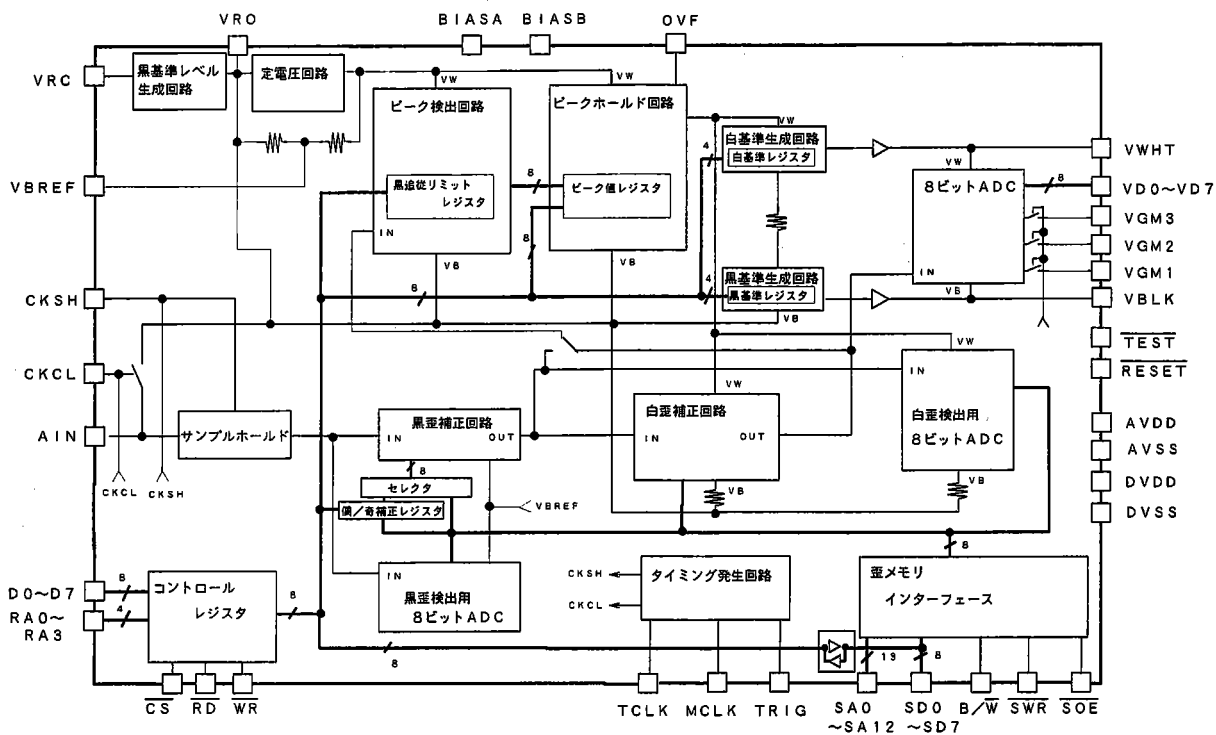 VRO
BIASA
BIASB
OVF
VRC
黒基準レベル
生成回路
定電圧回路
VW
ピーク検出回路
VW
ピークホールド回路
VW
白基準生成回路
白基準レジスタ
4
VWHT
VW
8ビットADC
8
VD0~VD7
VBREF
黒追従リミット
レジスタ
8
ピーク値レジスタ
VGM3
IN
8
VGM2
IN
VGM1
VB
VB
黒基準生成回路
4
黒基準レジスタ
VB
VB
VBLK
CKSH
8
TEST
VW
RESET
CKCL
VW
IN
白歪補正回路
白歪検出用
8ビットADC
AIN
サンプルホールド
黒歪補正回路
IN
OUT
IN
OUT
AVDD
AVSS
CKCL
CKSH
8
セレクタ
VB
VB
DVDD
偶/奇補正レジスタ
VBREF
DVSS
8
IN
黒歪検出用
8ビットADC
CKSH
タイミング発生回路
CKCL
歪メモリ
インターフェース
D0~D7
8
コントロール
レジスタ
8
RA0~
RA3
4
8
13
8
CS
RD
WR
TCLK
MCLK
TRIG
SA0
~SA12
SD0
~SD7
B/W
SWR
SOE